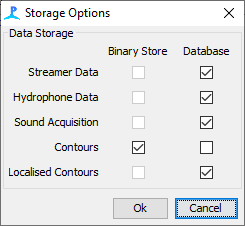 Storage Options
Data Storage
Binary Store Database
Streamer Data
Hydrophone Data
Sound Acquisition
Contours
Localised Contours
Ok Cancel